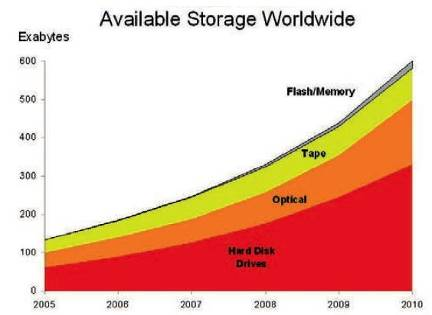 Available Storage Worldwide
Exabytes
600
500
400
300
200
100
0
Flash/Memory
Tape
Optical
Hard Disk
Drives
2005 2006 2007 2008 2009 2010